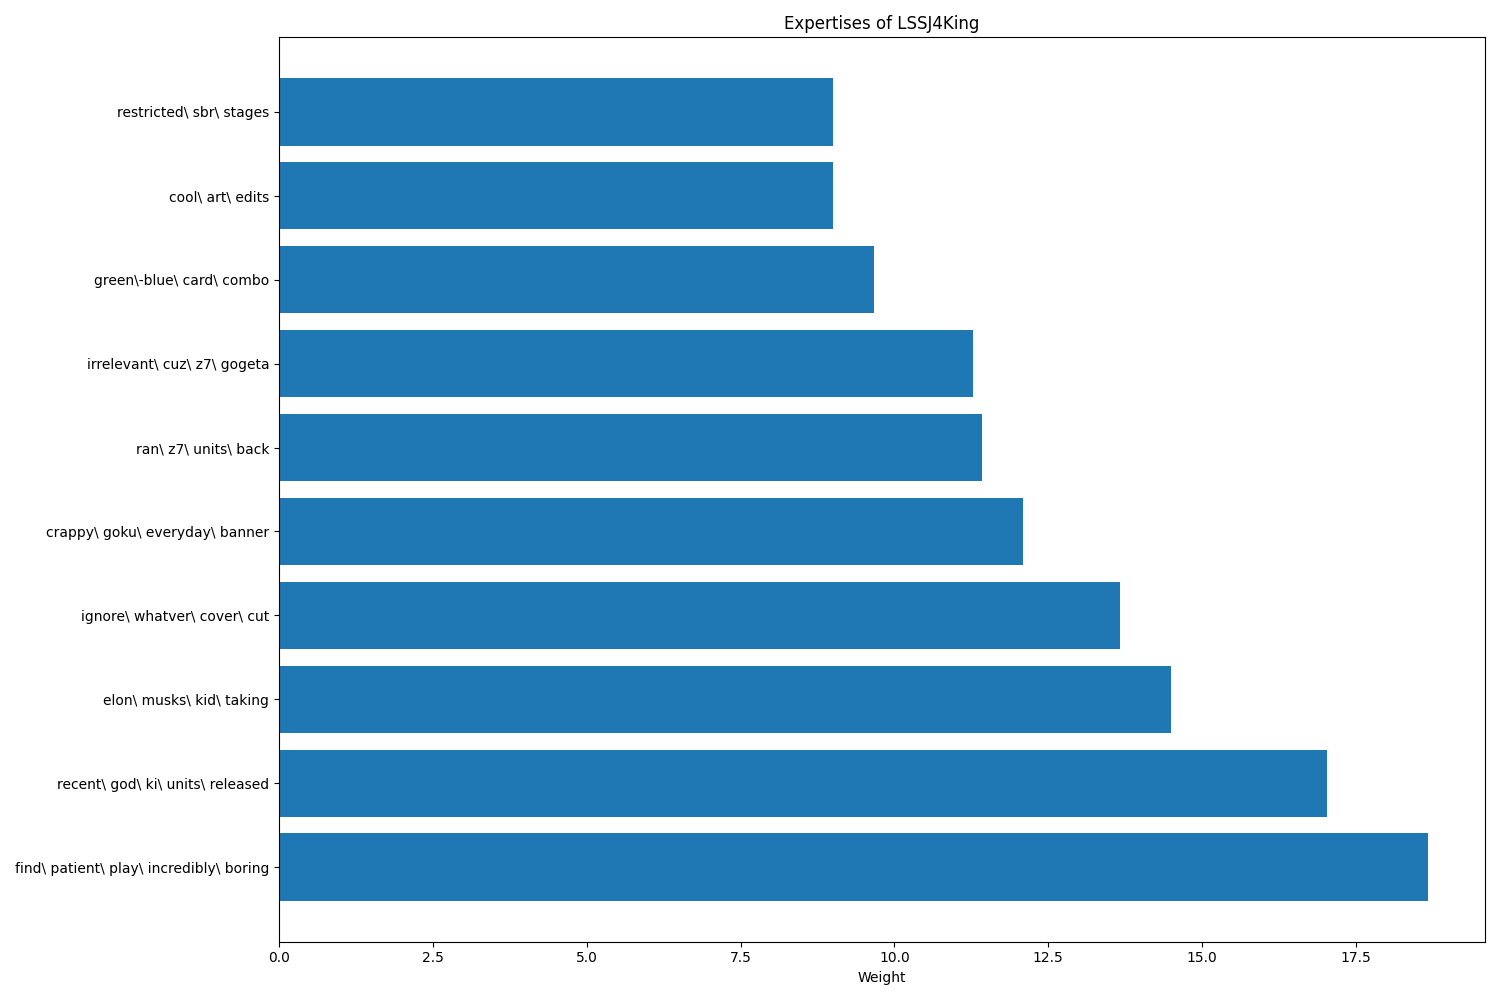 Expertises of LSSJ4King
restricted\ sbr\ stages
cool\ art\ edits
green\-blue\ card\ combo
irrelevant\ cuz\ z7\ gogeta
ran\ z7\ units\ back
crappy\ goku\ everyday\ banner
ignore\ whatver\ cover\ cut
elon\ musks\ kid\ taking
recent\ god\ ki\ units\ released
find\ patient\ play\ incredibly\ boring
0.0 2.5 5.0 7.5 10.0 12.5 15.0 17.5
Weight